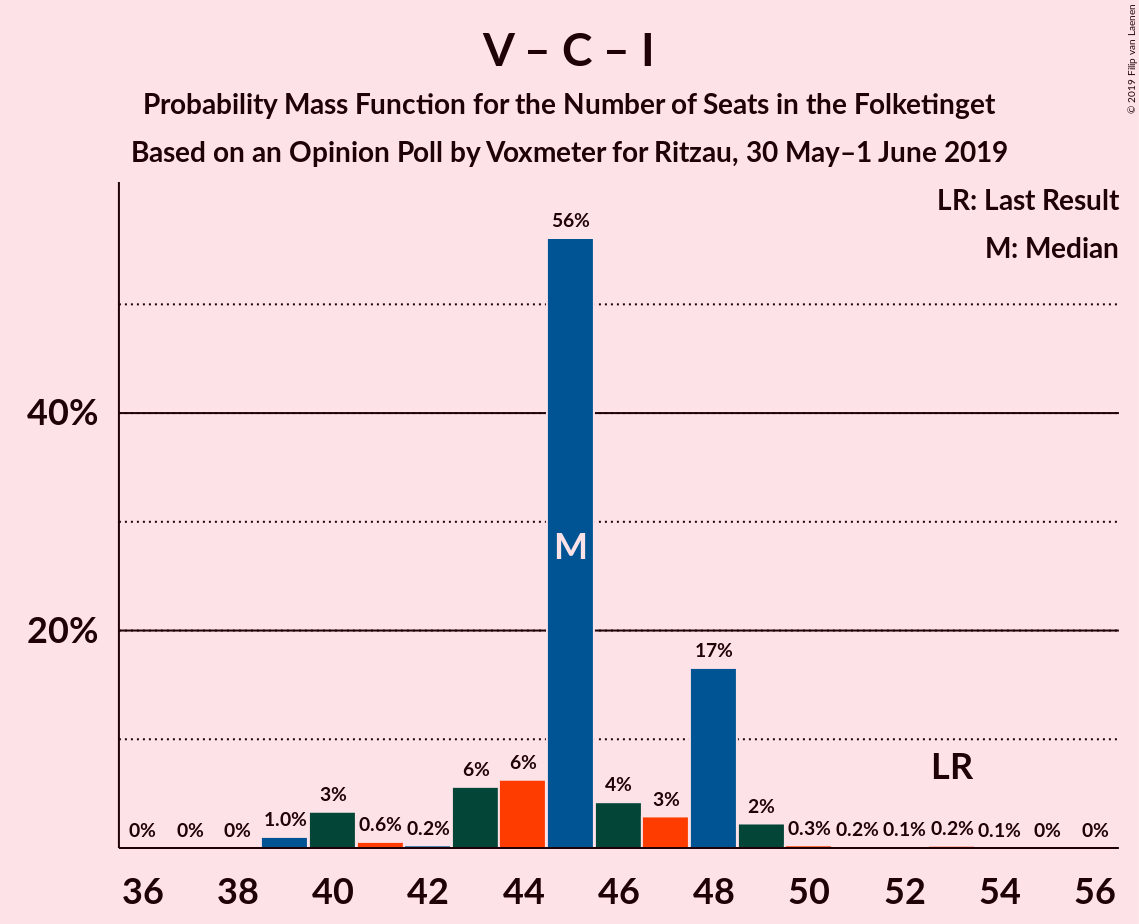 V – C – I
Probability Mass Function for the Number of Seats in the Folketinget
Based on an Opinion Poll by Voxmeter for Ritzau, 30 May–1 June 2019
© 2019 Filip van Laenen
LR: Last Result
M: Median
56%
40%
M
20%
17%
LR
6% 6%
3% 4% 3% 2%
0% 0% 0% 1.0% 0.6% 0.2% 0.3% 0.2% 0.1% 0.2% 0.1% 0% 0%
36 38 40 42 44 46 48 50 52 54 56